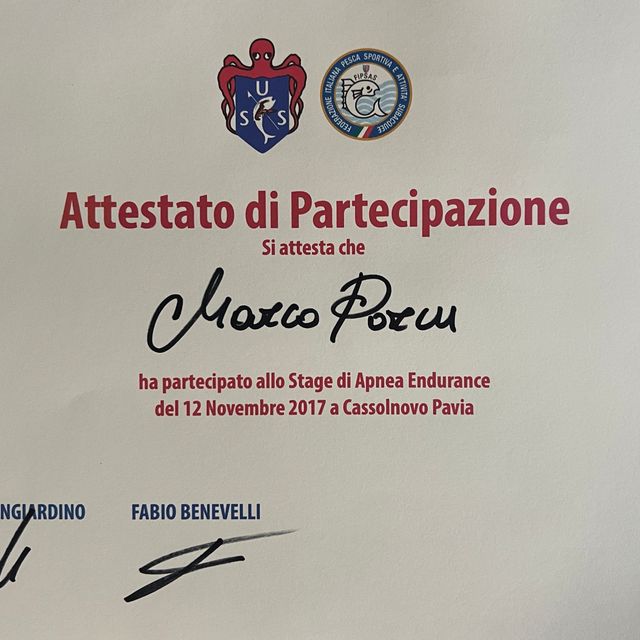 U
S S
FEDERAZIONE ITALIANA PESCA SPORTIVA E ATTIVITÀ SUBACQUEE
FIPSAS
Attestato di Partecipazione
Si attesta che
Marco Porcu
ha partecipato allo Stage di Apnea Endurance
del 12 Novembre 2017 a Cassolnovo Pavia
NGIARDINO FABIO BENEVELLI